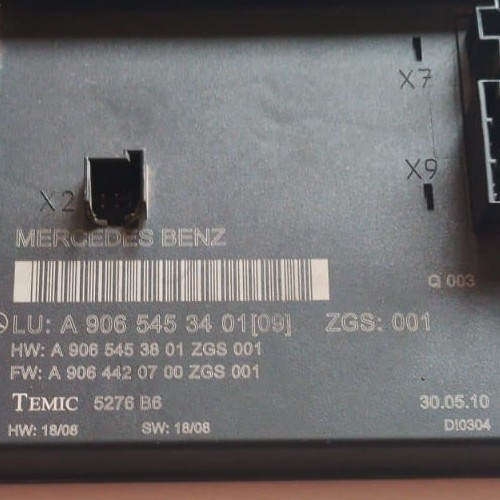 X7
X9
X2
MERCEDES BENZ
Q 003
LU: A 906 545 34 01[09] ZGS: 001
HW: A 906 545 38 01 ZGS 001
FW: A 906 442 07 00 ZGS 001
TEMIC 5276 B6 30.05.10
HW: 18/08 SW: 18/08 DI0304